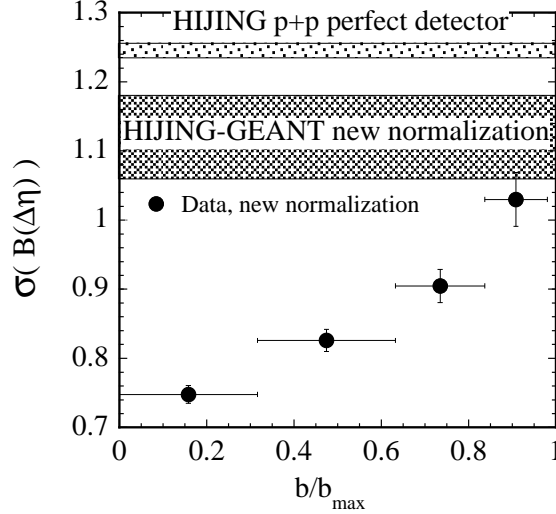 1.3
HIJING p+p perfect detector
1.2
HIJING-GEANT new normalization
1.1
Data, new normalization
1
0.9
0.8
0.7
σ( B(Δη) )
0 0.2 0.4 0.6 0.8 1
b/b_max